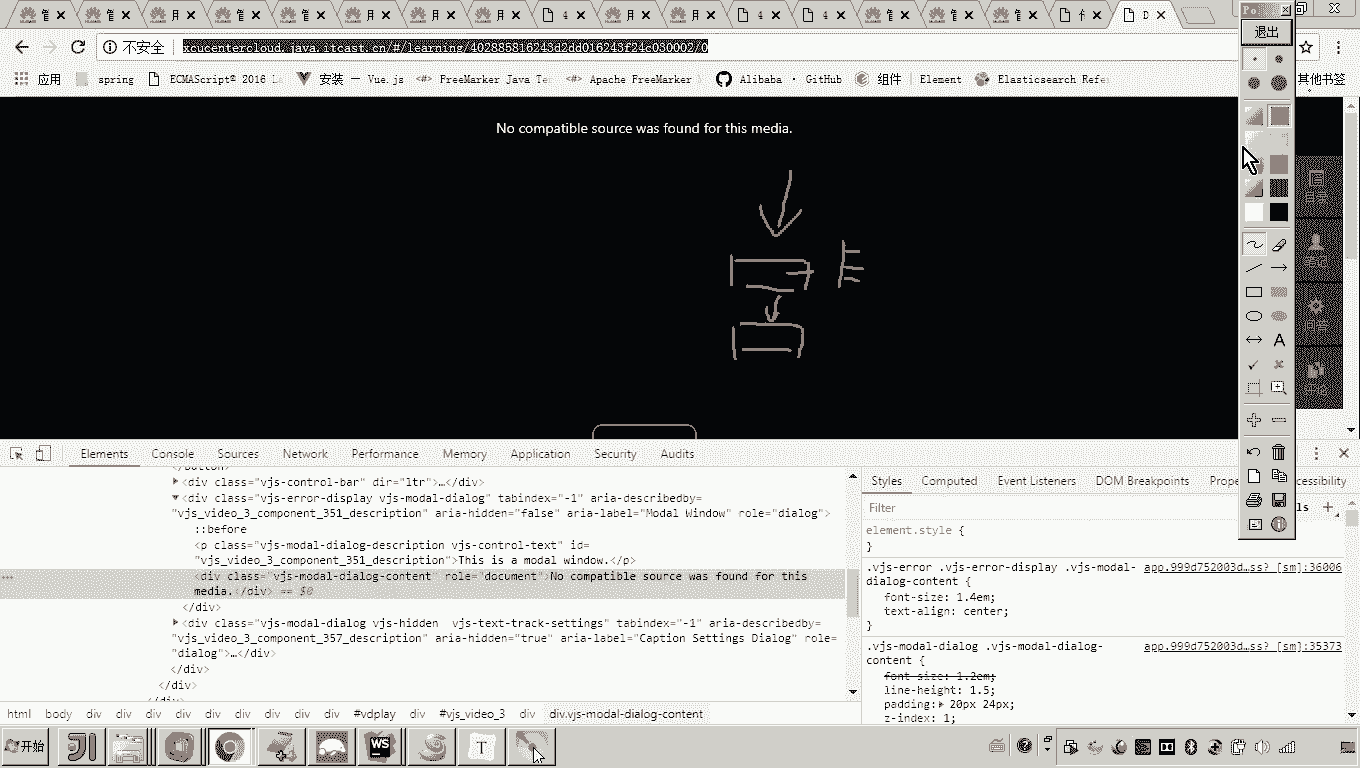 不安全 xcucentercloud.java.itcast.cn/#/learning/402885816243d2dd016243f24c030002/0
应用 spring ECMAScript® 2016 L 安装 — Vue.js FreeMarker Java Te Apache FreeMarker Alibaba · GitHub 组件 | Element Elasticsearch Refe 其他书签
退出
No compatible source was found for this media.
Elements Console Sources Network Performance Memory Application Security Audits
<div class="vjs-control-bar" dir="ltr">…</div>
<div class="vjs-error-display vjs-modal-dialog" tabindex="-1" aria-describedby=
"vjs_video_3_component_351_description" aria-hidden="false" aria-label="Modal Window" role="dialog">
::before
<p class="vjs-modal-dialog-description vjs-control-text" id=
"vjs_video_3_component_351_description">This is a modal window.</p>
<div class="vjs-modal-dialog-content" role="document">No compatible source was found for this
media.</div> == $0
</div>
<div class="vjs-modal-dialog vjs-hidden  vjs-text-track-settings" tabindex="-1" aria-describedby=
"vjs_video_3_component_357_description" aria-hidden="true" aria-label="Caption Settings Dialog" role=
"dialog">…</div>
</div>
</div>
html body div div div div div div div div div #vdplay div #vjs_video_3 div div.vjs-modal-dialog-content
Styles Computed Event Listeners DOM Breakpoints Prope cessibility
Filter ls
element.style {
}
.vjs-error .vjs-error-display .vjs-modal- app.999d752003d…ss? [sm]:36006
dialog-content {
font-size: 1.4em;
text-align: center;
}
.vjs-modal-dialog .vjs-modal-dialog- app.999d752003d…ss? [sm]:35373
content {
font-size: 1.2em;
line-height: 1.5;
padding: 20px 24px;
z-index: 1;
开始